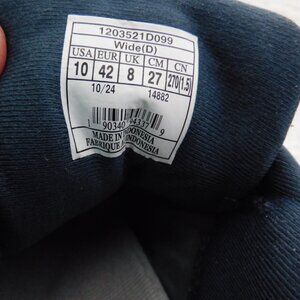 1203521D099
Wide(D)
USA EUR UK CM CN
10 42 8 27 270(1.5)
10/24 14882
MADE IN INDONESIA
FABRIQUE INDONESIA